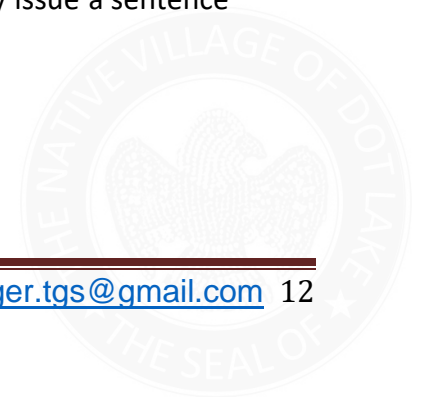 issue a sentence
THE NATIVE VILLAGE OF DOT LAKE
ger.tgs@gmail.com 12
THE SEAL OF